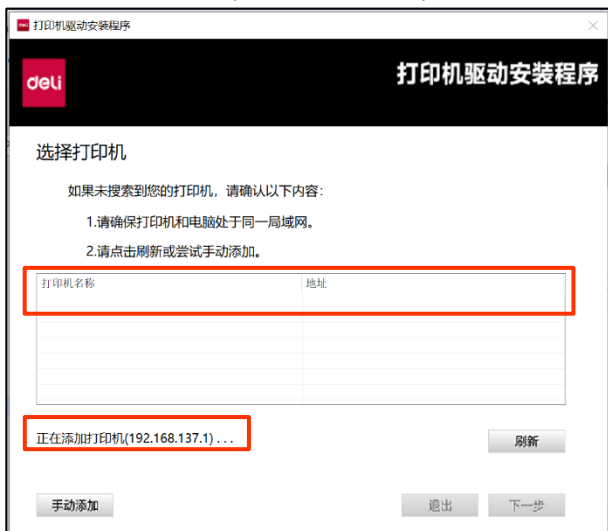 打印机驱动安装程序
deli
打印机驱动安装程序
选择打印机
如果未搜索到您的打印机，请确认以下内容：
1.请确保打印机和电脑处于同一局域网。
2.请点击刷新或尝试手动添加。
打印机名称 地址
正在添加打印机(192.168.137.1) . . .
刷新
手动添加 退出 下一步